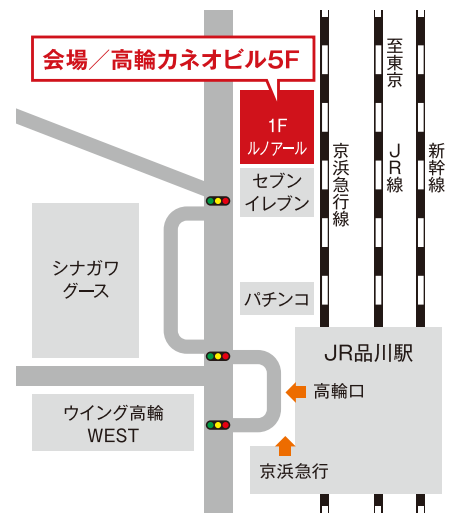 会場／高輪カネオビル5F
1F
ルノアール
セブン
イレブン
至東京
京浜急行線
JR線
新幹線
シナガワ
グース
パチンコ
JR品川駅
高輪口
ウイング高輪
WEST
京浜急行